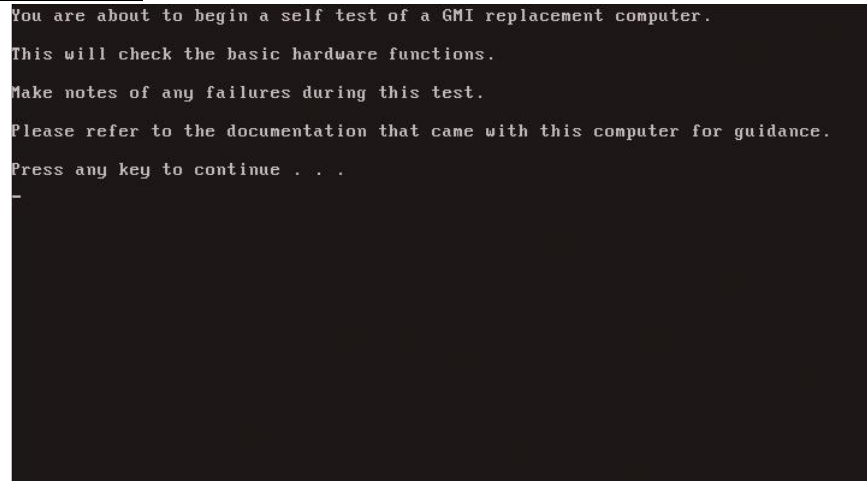 You are about to begin a self test of a GMI replacement computer.
This will check the basic hardware functions.
Make notes of any failures during this test.
Please refer to the documentation that came with this computer for guidance.
Press any key to continue . . .